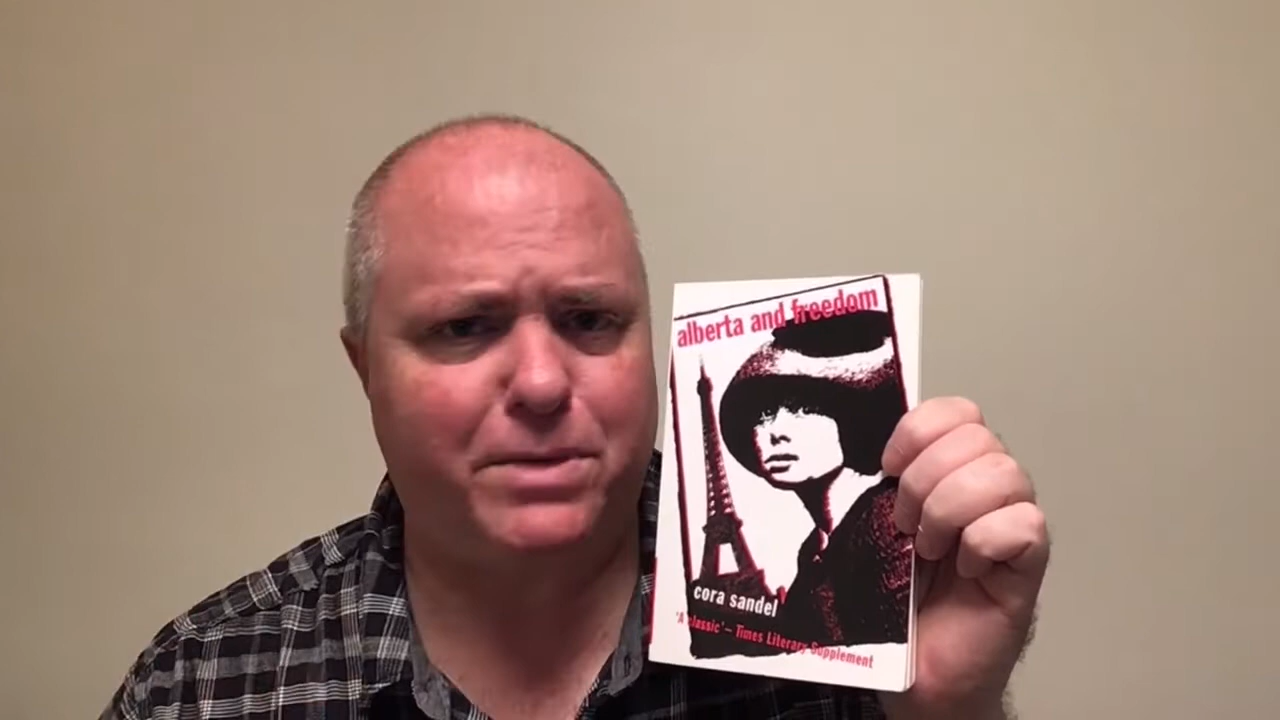 alberta and freedom
cora sandel
'A classic' – Times Literary Supplement